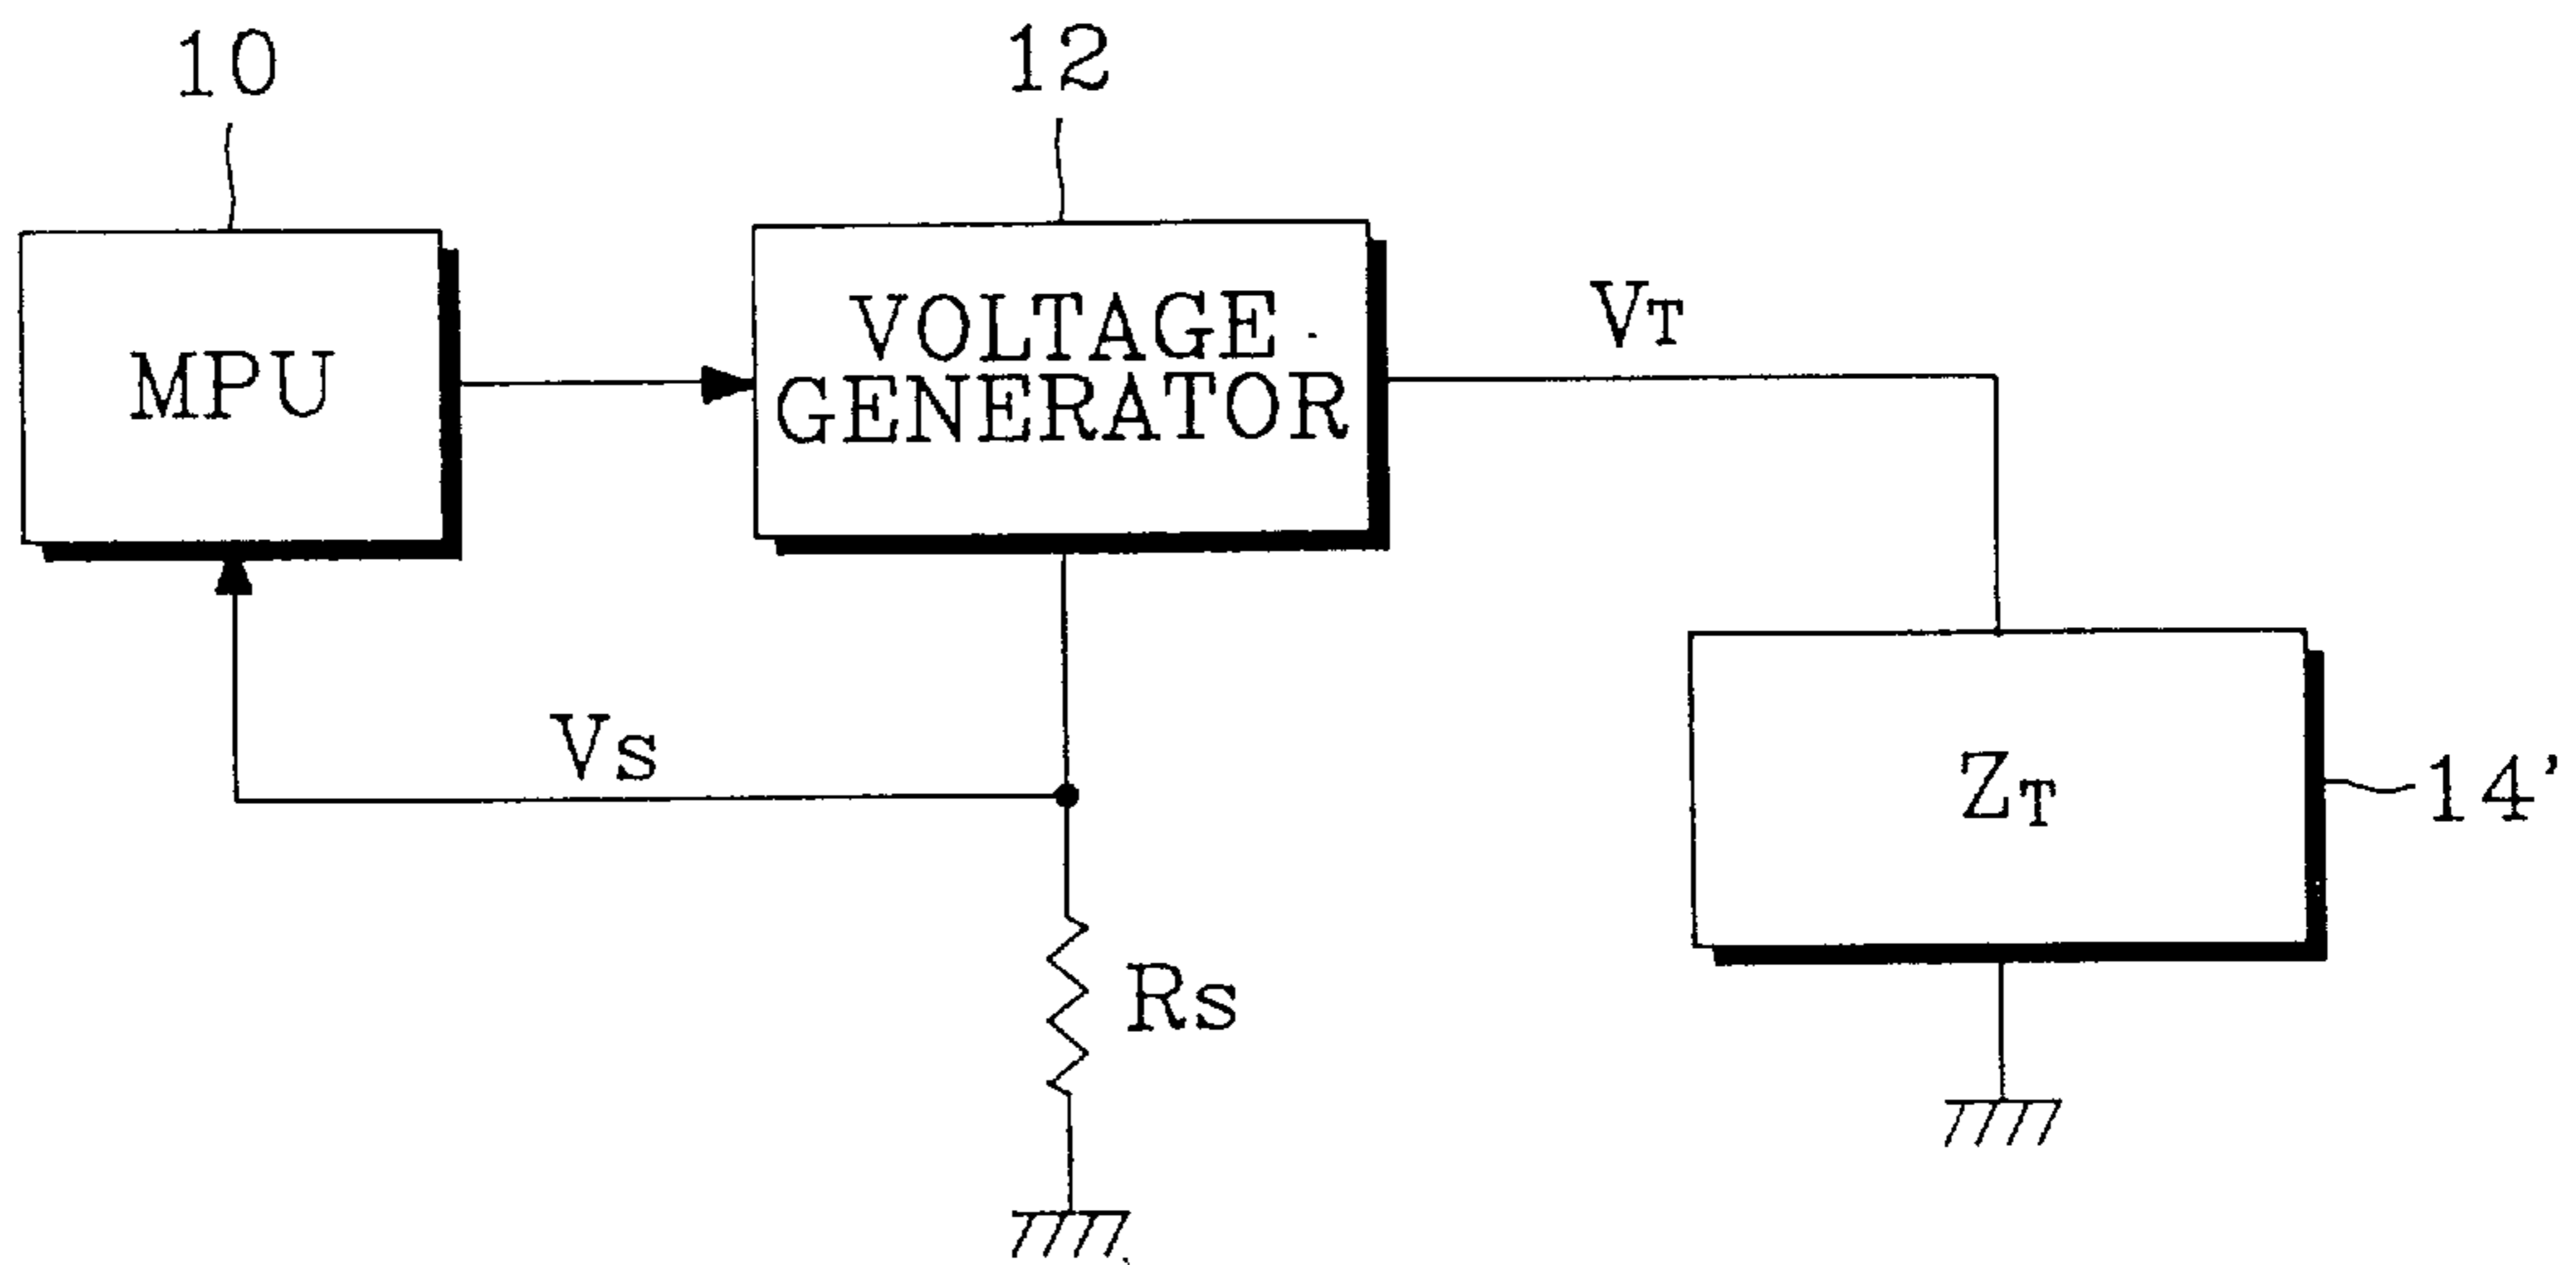 10
12
MPU
VOLTAGE
GENERATOR
VT
Vs
ZT
14'
Rs